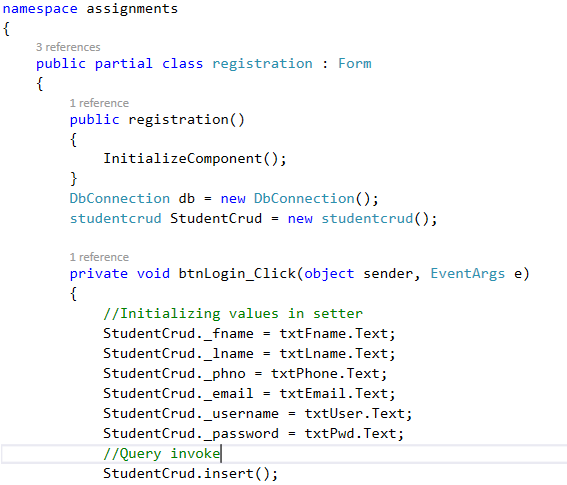 namespace assignments
{
3 references
public partial class registration : Form
{
1 reference
public registration()
{
InitializeComponent();
}
DbConnection db = new DbConnection();
studentcrud StudentCrud = new studentcrud();
1 reference
private void btnLogin_Click(object sender, EventArgs e)
{
//Initializing values in setter
StudentCrud._fname = txtFname.Text;
StudentCrud._lname = txtLname.Text;
StudentCrud._phno = txtPhone.Text;
StudentCrud._email = txtEmail.Text;
StudentCrud._username = txtUser.Text;
StudentCrud._password = txtPwd.Text;
//Query invoke
StudentCrud.insert();